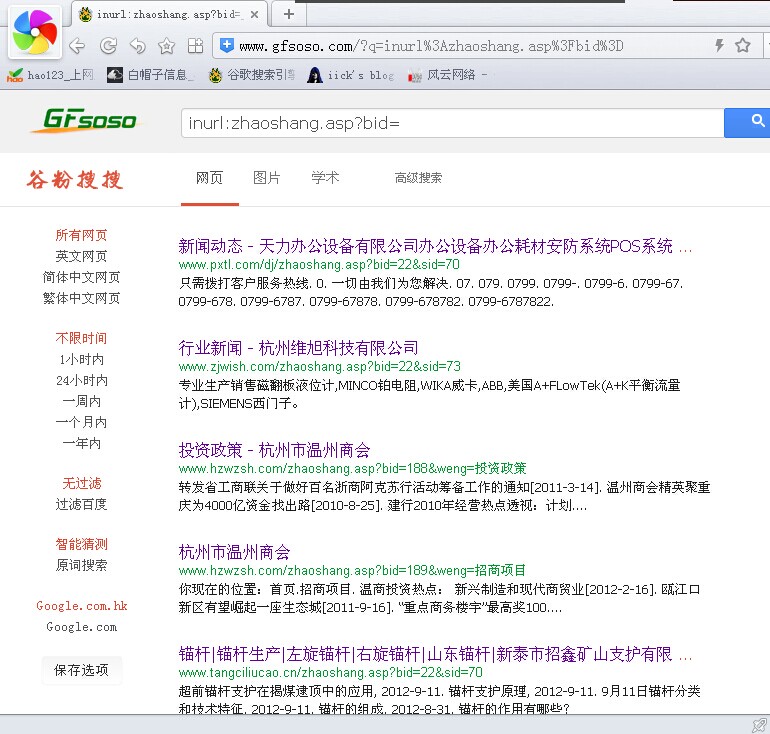 inurl:zhaoshang.asp?bid=_
www.gfsoso.com/?q=inurl%3Azhaoshang.asp%3Fbid%3D
hao123_上网
白帽子信息_
谷歌搜索引擎
iick's blog
风云网络 -
GFsoso
inurl:zhaoshang.asp?bid=
谷粉搜搜
网页 图片 学术 高级搜索
所有网页
英文网页
简体中文网页
繁体中文网页
不限时间
1小时内
24小时内
一周内
一个月内
一年内
无过滤
过滤百度
智能猜测
原词搜索
Google.com.hk
Google.com
保存选项
新闻动态 - 天力办公设备有限公司办公设备办公耗材安防系统POS系统 ...
www.pxtl.com/dj/zhaoshang.asp?bid=22&sid=70
只需拨打客户服务热线. 0. 一切由我们为您解决. 07. 079. 0799. 0799-. 0799-6. 0799-67.
0799-678. 0799-6787. 0799-67878. 0799-678782. 0799-6787822.
行业新闻 - 杭州维旭科技有限公司
www.zjwish.com/zhaoshang.asp?bid=22&sid=73
专业生产销售磁翻板液位计,MINCO铂电阻,WIKA威卡,ABB,美国A+FLowTek(A+K平衡流量
计),SIEMENS西门子。
投资政策 - 杭州市温州商会
www.hzwzsh.com/zhaoshang.asp?bid=188&weng=投资政策
转发省工商联关于做好百名浙商阿克苏行活动筹备工作的通知[2011-3-14]. 温州商会精英聚重
庆为4000亿资金找出路[2010-8-25]. 建行2010年经营热点透视：计划....
杭州市温州商会
www.hzwzsh.com/zhaoshang.asp?bid=189&weng=招商项目
你现在的位置：首页.招商项目. 温商投资热点： 新兴制造和现代商贸业[2012-2-16]. 瓯江口
新区有望崛起一座生态城[2011-9-16]. “重点商务楼宇”最高奖100....
锚杆|锚杆生产|左旋锚杆|右旋锚杆|山东锚杆|新泰市招鑫矿山支护有限 ...
www.tangciliucao.cn/zhaoshang.asp?bid=22&sid=70
超前锚杆支护在揭煤建顶中的应用, 2012-9-11. 锚杆支护原理, 2012-9-11. 9月11日锚杆分类
和技术特征, 2012-9-11. 锚杆的组成, 2012-8-31. 锚杆的作用有哪些?